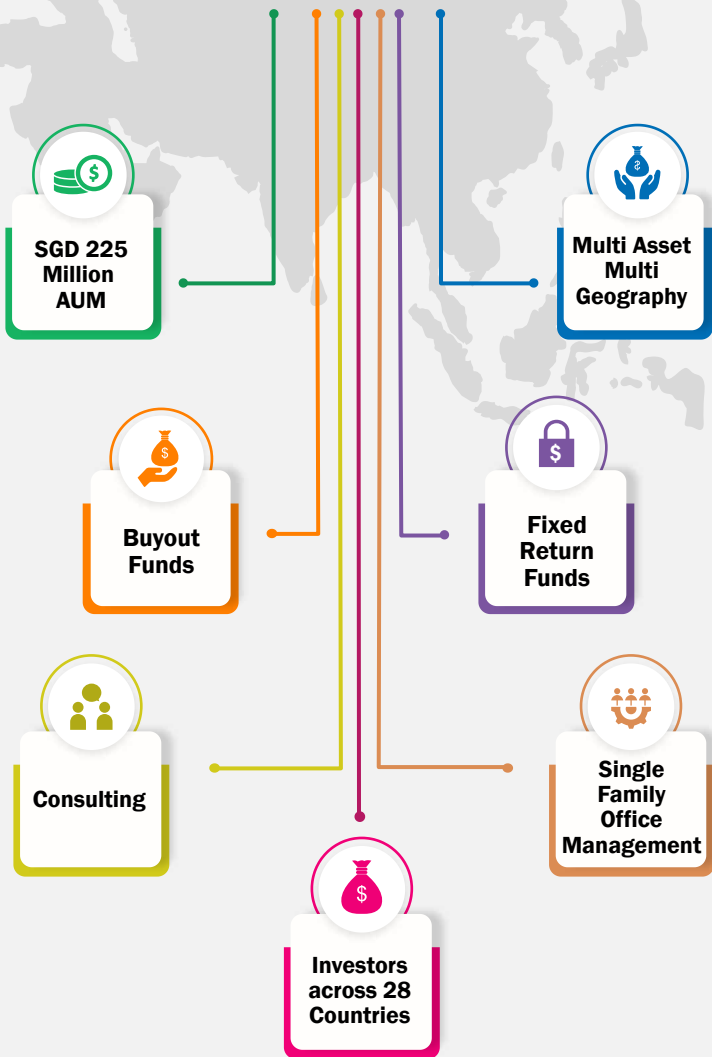 SGD 225
Million
AUM
Multi Asset
Multi
Geography
Buyout
Funds
Fixed
Return
Funds
Consulting
Single
Family
Office
Management
Investors
across 28
Countries